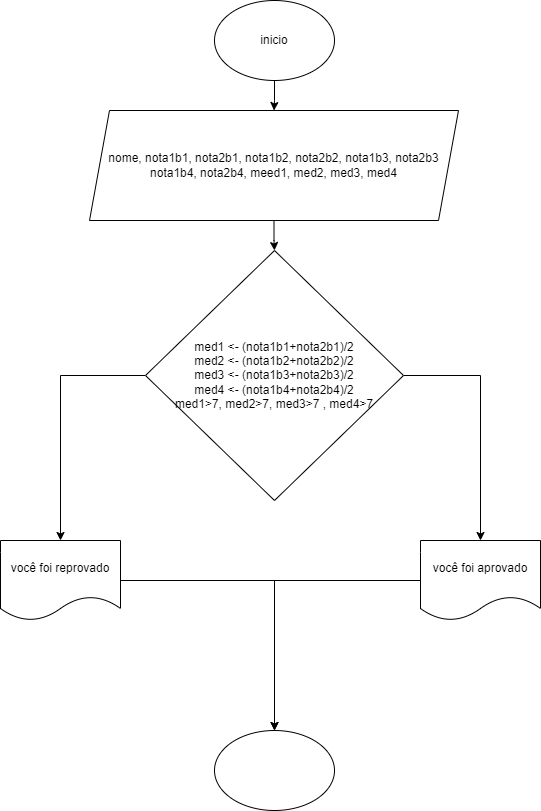 inicio
nome, nota1b1, nota2b1, nota1b2, nota2b2, nota1b3, nota2b3
nota1b4, nota2b4, meed1, med2, med3, med4
med1 <- (nota1b1+nota2b1)/2
med2 <- (nota1b2+nota2b2)/2
med3 <- (nota1b3+nota2b3)/2
med4 <- (nota1b4+nota2b4)/2
med1>7, med2>7, med3>7 , med4>7
você foi reprovado
você foi aprovado